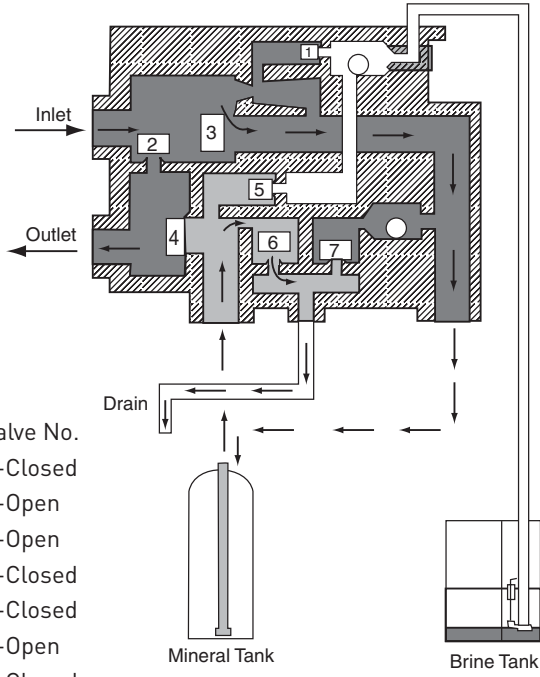 1
Inlet
3
2
5
Outlet
4
6
7
Drain
alve No.
-Closed
-Open
-Open
-Closed
-Closed
-Open
-Closed
Mineral Tank
Brine Tank